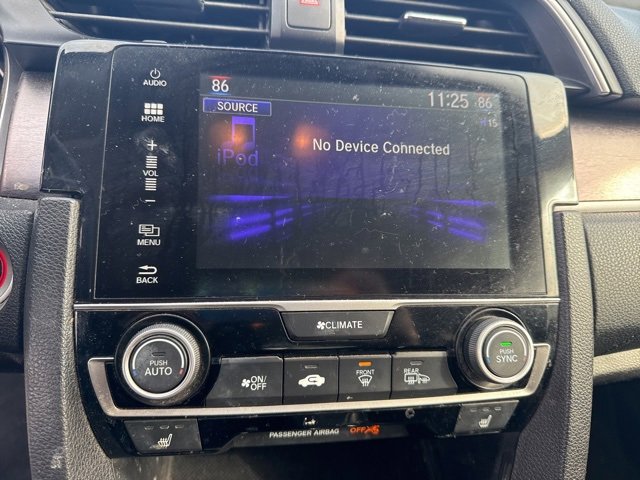 AUDIO
86
11:25
86
SOURCE
15
HOME
iPod
No Device Connected
+
VOL
−
MENU
BACK
CLIMATE
PUSH
AUTO
ON/
OFF
FRONT
REAR
PUSH
SYNC
PASSENGER AIRBAG
OFF